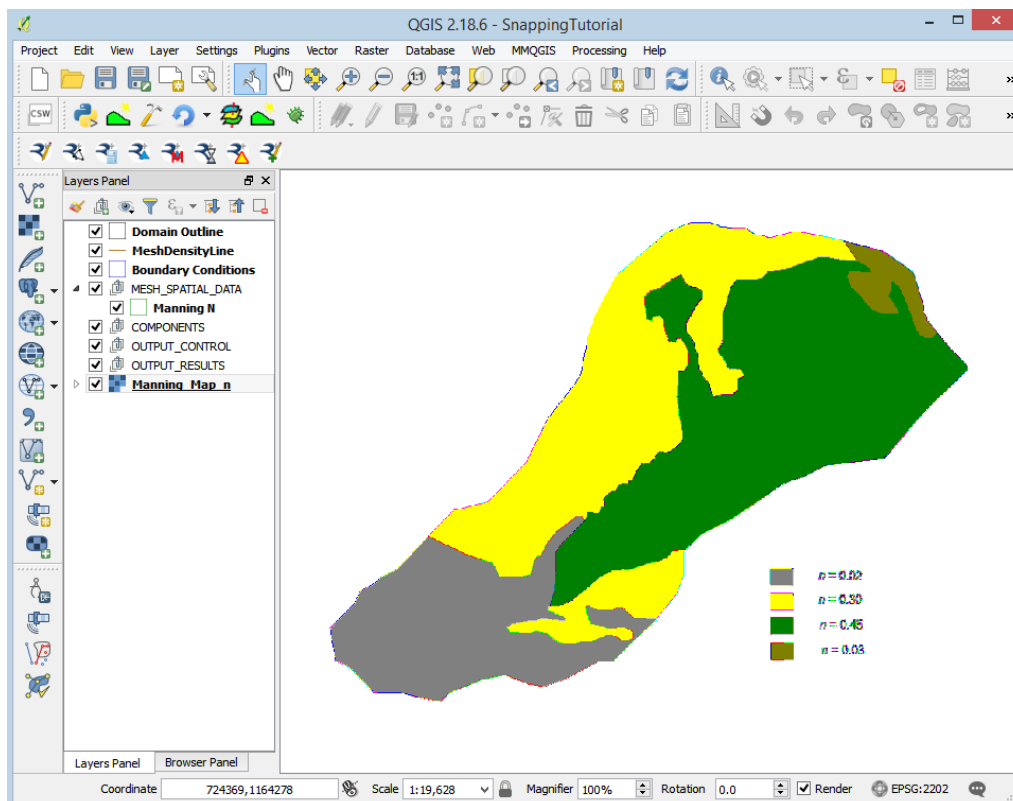 QGIS 2.18.6 - SnappingTutorial
Project Edit View Layer Settings Plugins Vector Raster Database Web MMQGIS Processing Help
1:1
»
CSW
»
Layers Panel
Domain Outline
MeshDensityLine
Boundary Conditions
MESH_SPATIAL_DATA
Manning N
COMPONENTS
OUTPUT_CONTROL
OUTPUT_RESULTS
Manning_Map_n
n = 0.02
n = 0.30
n = 0.45
n = 0.03
Layers Panel Browser Panel
Coordinate 724369,1164278 Scale 1:19,628 Magnifier 100% Rotation 0.0 Render EPSG:2202